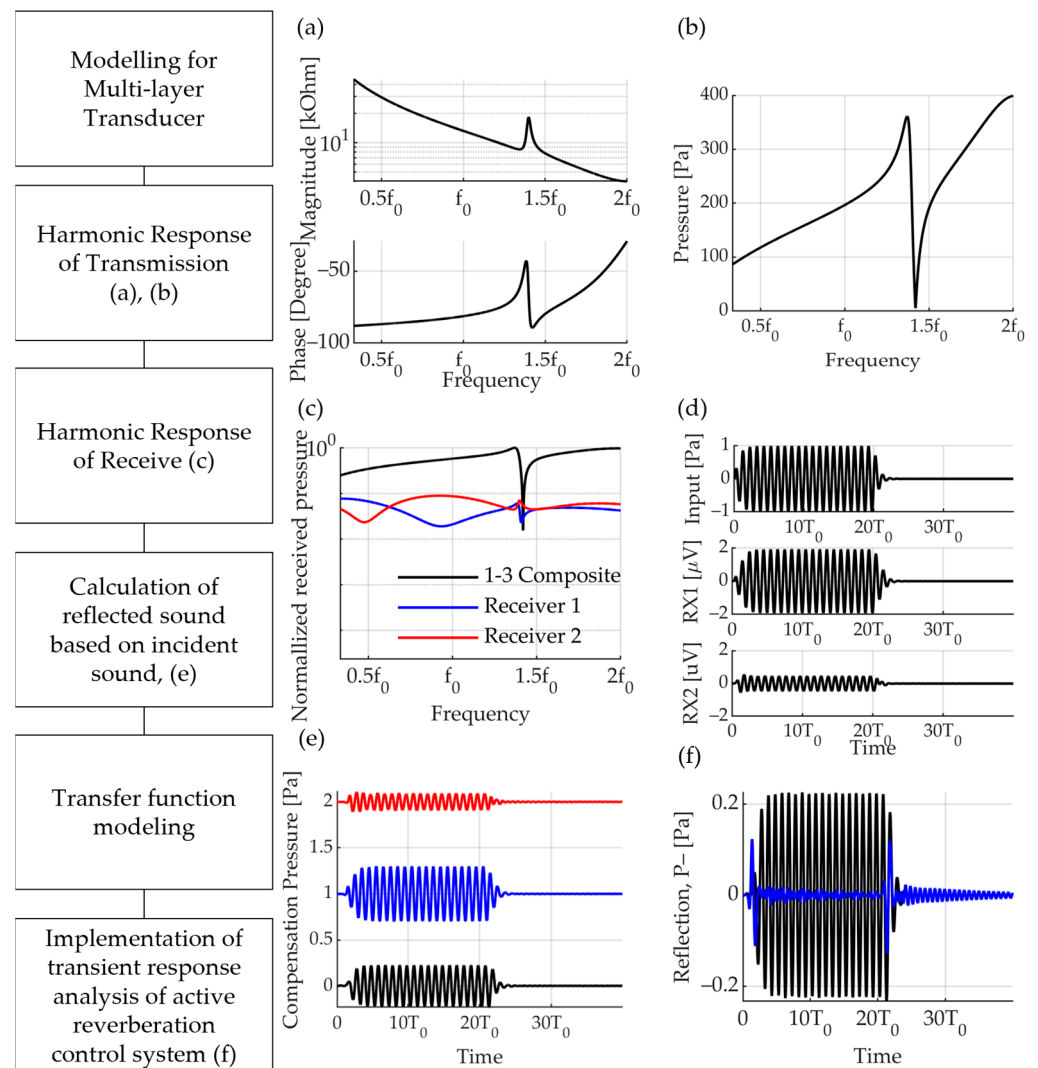 Modelling for
Multi-layer
Transducer
Harmonic Response
of Transmission
(a), (b)
Harmonic Response
of Receive (c)
Calculation of
reflected sound
based on incident
sound, (e)
Transfer function
modeling
Implementation of
transient response
analysis of active
reverberation
control system (f)
(a)
Magnitude [kOhm]
10¹
0.5f₀ f₀ 1.5f₀ 2f₀
Phase [Degree]
−50
−100
0.5f₀ f₀ 1.5f₀ 2f₀
Frequency
(b)
Pressure [Pa]
400
300
200
100
0
0.5f₀ f₀ 1.5f₀ 2f₀
Frequency
(c)
Normallized received pressure
10⁰
1-3 Composite
Receiver 1
Receiver 2
0.5f₀ f₀ 1.5f₀ 2f₀
Frequency
(d)
Input [Pa]
1
0
−1
0 10T₀ 20T₀ 30T₀
RX1 [μV]
2
0
−2
0 10T₀ 20T₀ 30T₀
RX2 [uV]
2
0
−2
0 10T₀ 20T₀ 30T₀
Time
(e)
Compensation Pressure [Pa]
2
1.5
1
0.5
0
0 10T₀ 20T₀ 30T₀
Time
(f)
Reflection, P− [Pa]
0.2
0
−0.2
0 10T₀ 20T₀ 30T₀
Time